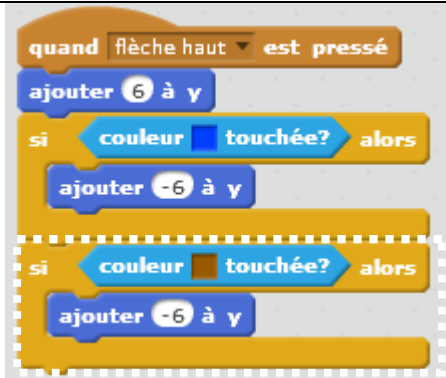 quand flèche haut est pressé
ajouter 6 à y
si couleur touchée? alors
ajouter -6 à y
si couleur touchée? alors
ajouter -6 à y